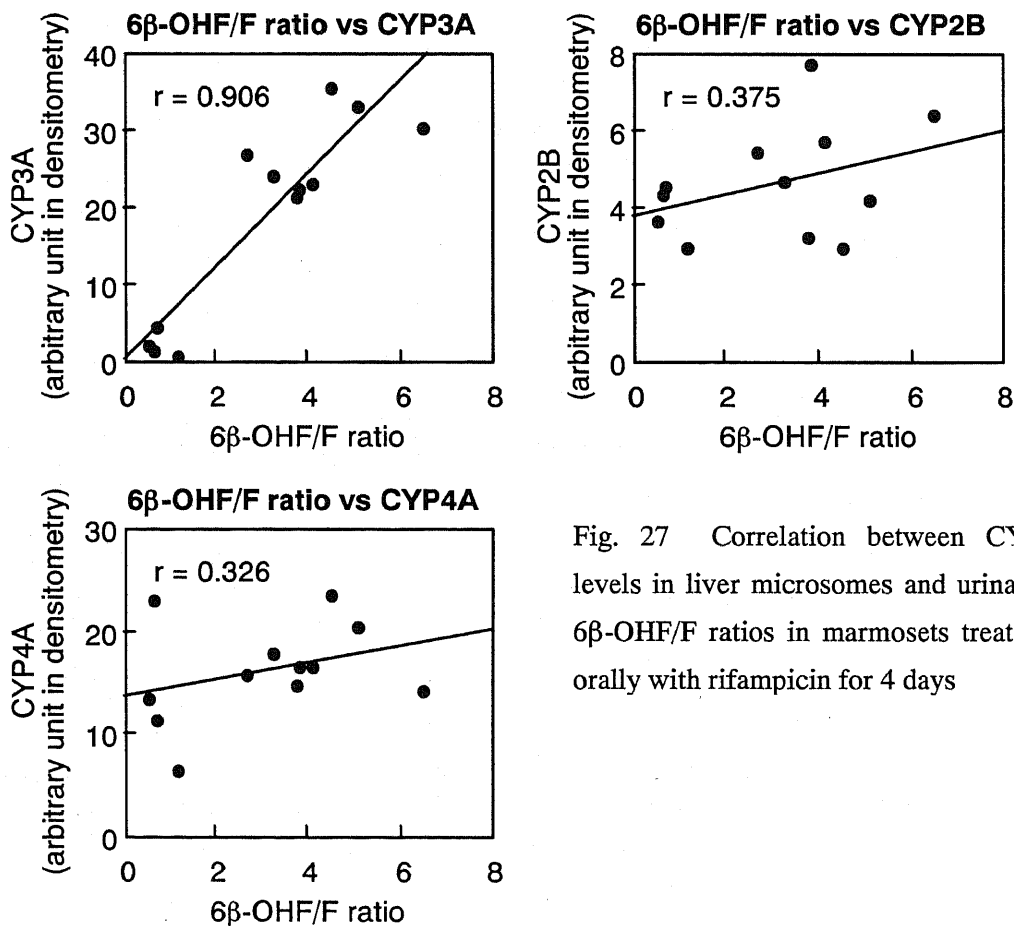 6β-OHF/F ratio vs CYP3A
r = 0.906
CYP3A
(arbitrary unit in densitometry)
40
30
20
10
0
0 2 4 6 8
6β-OHF/F ratio
6β-OHF/F ratio vs CYP2B
r = 0.375
CYP2B
(arbitrary unit in densitometry)
8
6
4
2
0
0 2 4 6 8
6β-OHF/F ratio
6β-OHF/F ratio vs CYP4A
r = 0.326
CYP4A
(arbitrary unit in densitometry)
30
20
10
0
0 2 4 6 8
6β-OHF/F ratio
Fig. 27 Correlation between CY
levels in liver microsomes and urina
6β-OHF/F ratios in marmosets treat
orally with rifampicin for 4 days